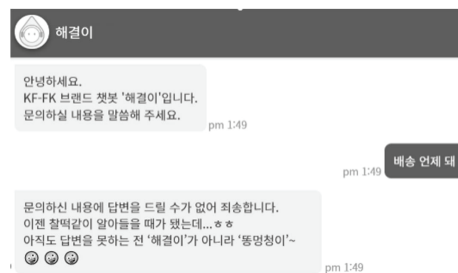 해결이
안녕하세요.
KF-FK 브랜드 챗봇 '해결이'입니다.
문의하실 내용을 말씀해 주세요.
pm 1:49
배송 언제 돼
pm 1:49
문의하신 내용에 답변을 드릴 수가 없어 죄송합니다.
이젠 찰떡같이 알아들을 때가 됐는데...ㅎㅎ
아직도 답변을 못하는 전 '해결이'가 아니라 '똥멍청이'~
pm 1:49